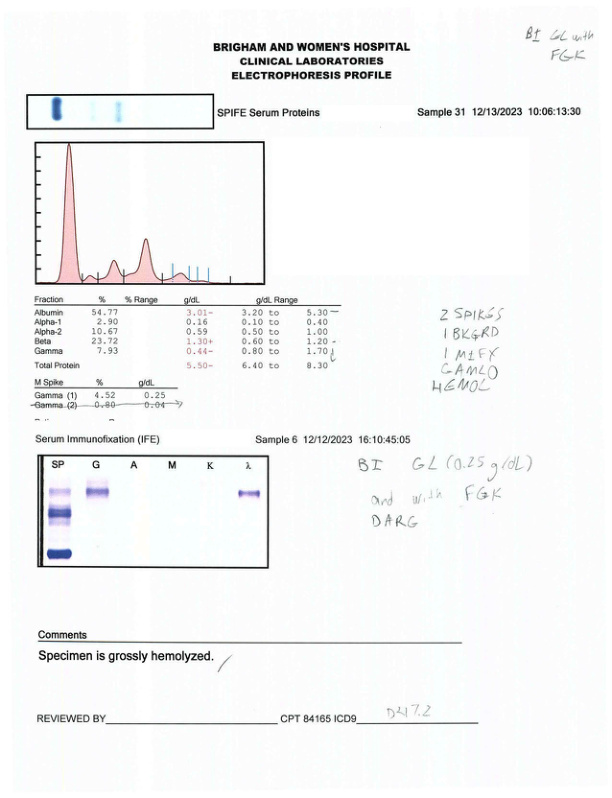 BI GL with
FGK
BRIGHAM AND WOMEN'S HOSPITAL
CLINICAL LABORATORIES
ELECTROPHORESIS PROFILE
SPIFE Serum Proteins Sample 31 12/13/2023 10:06:13:30
Fraction % % Range g/dL g/dL Range
Albumin 54.77 3.01- 3.20 to 5.30 -
Alpha-1 2.90 0.16 0.10 to 0.40
Alpha-2 10.67 0.59 0.50 to 1.00
Beta 23.72 1.30+ 0.60 to 1.20 -
Gamma 7.93 0.44- 0.80 to 1.70 ↓
Total Protein 5.50- 6.40 to 8.30
2 SPIKES
1 BKGRD
1 MIFX
GAMLO
HEMOL
M Spike % g/dL
Gamma (1) 4.52 0.25
Gamma (2) 0.80 0.04
Serum Immunofixation (IFE) Sample 6 12/12/2023 16:10:45:05
SP G A M K λ
BI GL (0.25 g/dL)
and with FGK
DARG
Comments
Specimen is grossly hemolyzed.
REVIEWED BY CPT 84165 ICD9 D47.2